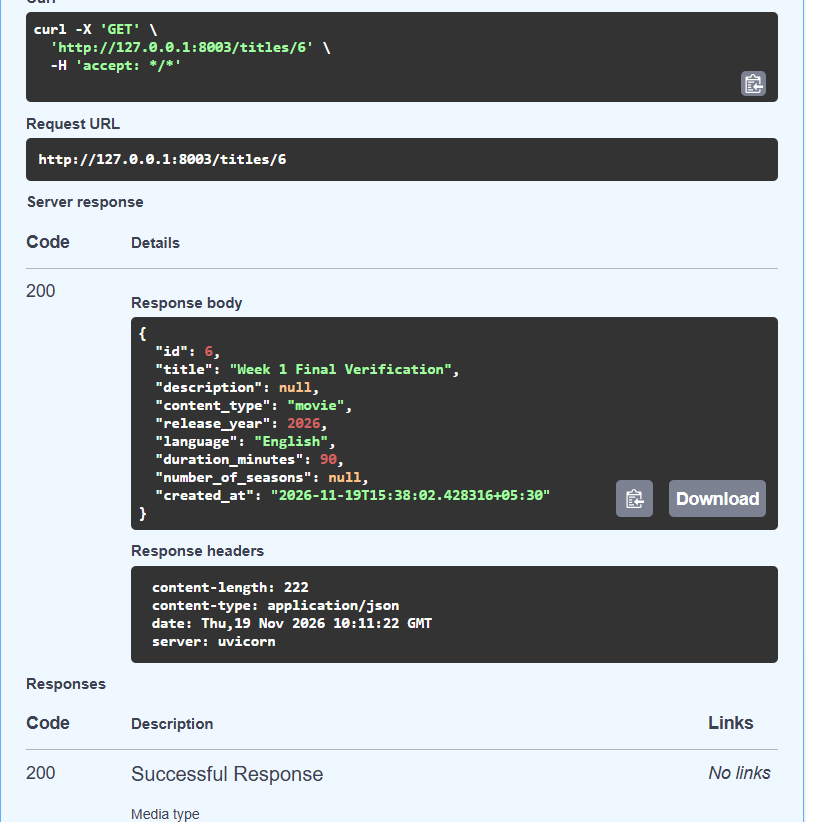 curl -X 'GET' \
'http://127.0.0.1:8003/titles/6' \
-H 'accept: */*'
Request URL
http://127.0.0.1:8003/titles/6
Server response
Code Details
200
Response body
{
"id": 6,
"title": "Week 1 Final Verification",
"description": null,
"content_type": "movie",
"release_year": 2026,
"language": "English",
"duration_minutes": 90,
"number_of_seasons": null,
"created_at": "2026-11-19T15:38:02.428316+05:30"
}
Download
Response headers
content-length: 222
content-type: application/json
date: Thu,19 Nov 2026 10:11:22 GMT
server: uvicorn
Responses
Code Description Links
200 Successful Response No links
Media type